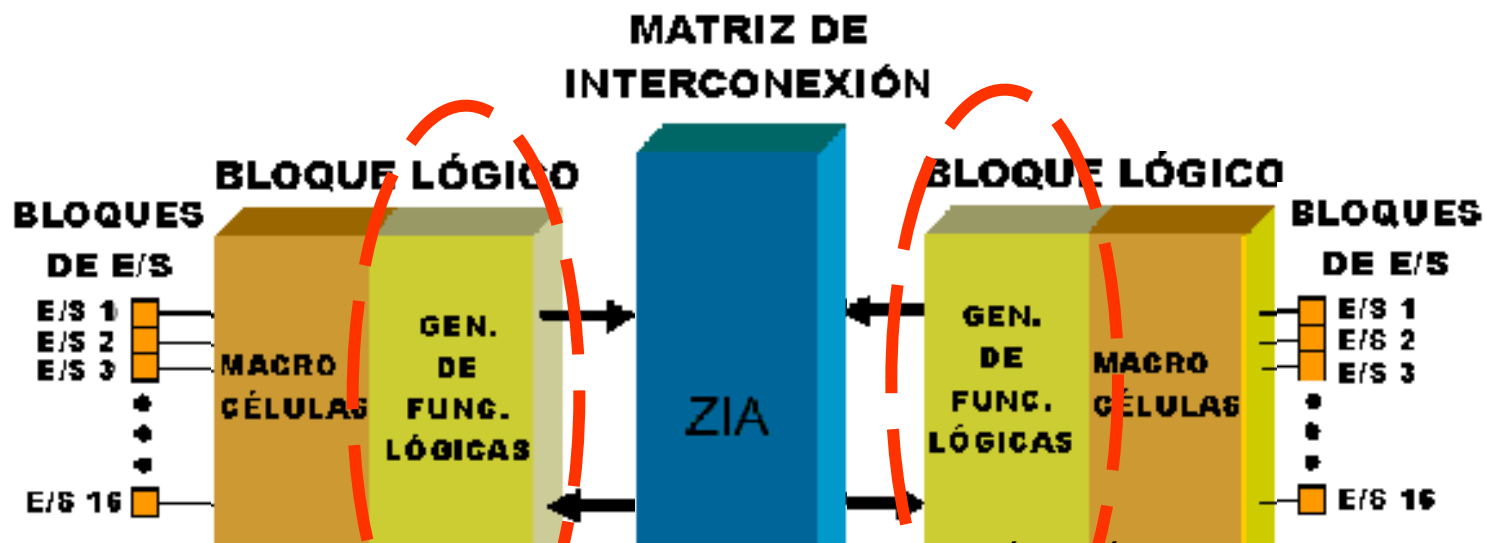 MATRIZ DE
INTERCONEXIÓN
BLOQUE LÓGICO
BLOQUE LÓGICO
BLOQUES
DE E/S
BLOQUES
DE E/S
E/S 1
E/S 2
E/S 3
E/S 16
MACRO
CÉLULAS
GEN.
DE
FUNC.
LÓGICAS
ZIA
GEN.
DE
FUNC.
LÓGICAS
MACRO
CÉLULAS
E/S 1
E/S 2
E/S 3
E/S 16